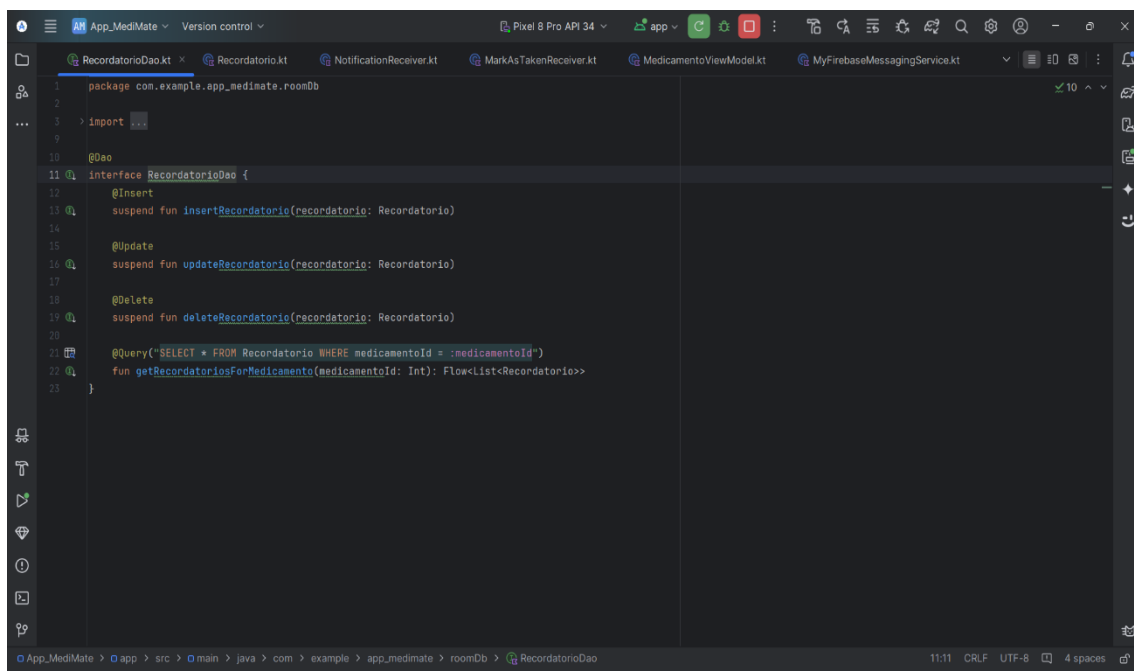 AM App_MediMate Version control Pixel 8 Pro API 34 app
RecordatorioDao.kt Recordatorio.kt NotificationReceiver.kt MarkAsTakenReceiver.kt MedicamentoViewModel.kt MyFirebaseMessagingService.kt
1 package com.example.app_medimate.roomDb 10
2
3 import ...
9
10 @Dao
11 interface RecordatorioDao {
12 @Insert
13 suspend fun insertRecordatorio(recordatorio: Recordatorio)
14
15 @Update
16 suspend fun updateRecordatorio(recordatorio: Recordatorio)
17
18 @Delete
19 suspend fun deleteRecordatorio(recordatorio: Recordatorio)
20
21 @Query("SELECT * FROM Recordatorio WHERE medicamentoId = :medicamentoId")
22 fun getRecordatoriosForMedicamento(medicamentoId: Int): Flow<List<Recordatorio>>
23 }
App_MediMate > app > src > main > java > com > example > app_medimate > roomDb > RecordatorioDao 11:11 CRLF UTF-8 4 spaces